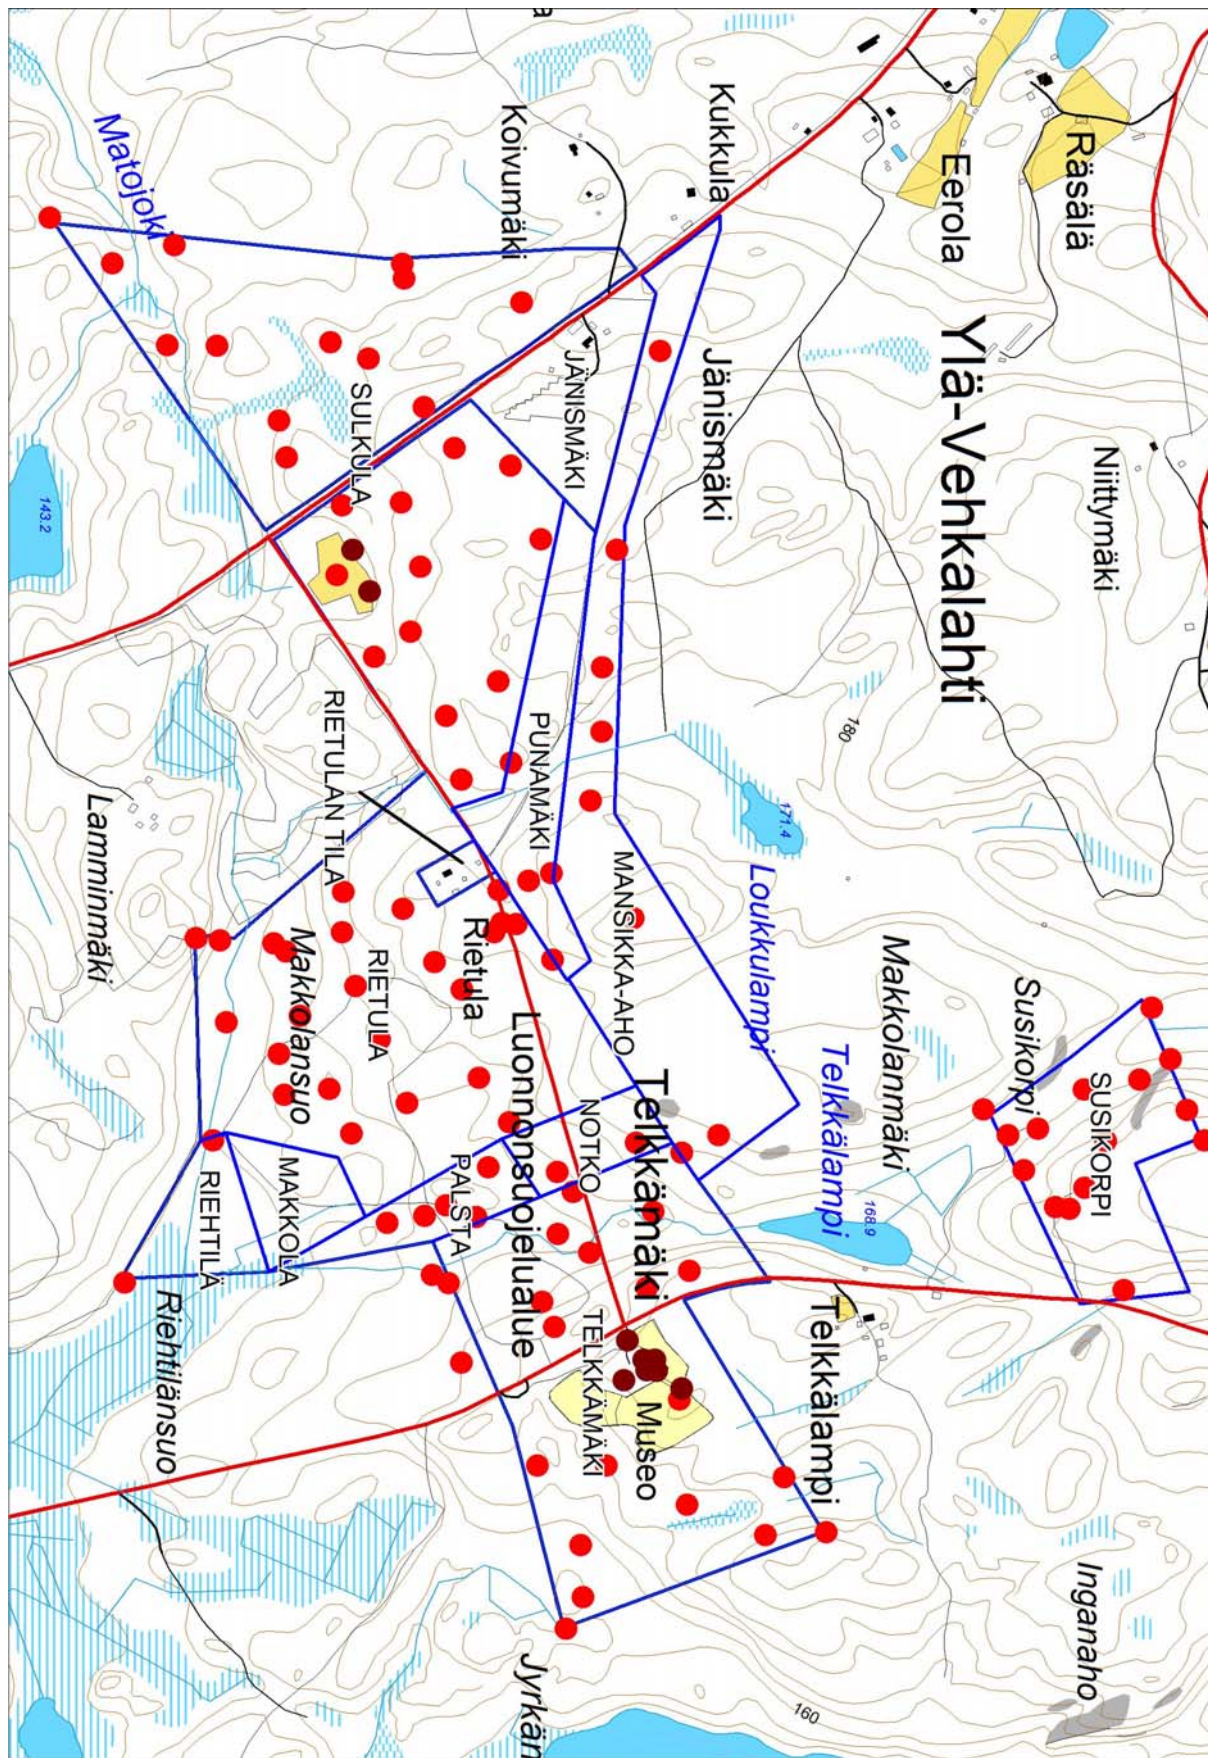 Ylä-Vehkalahti
Räsälä
Eerola
Kukkula
Koivumäki
Matojoki
Jänismäki
JÄNISMÄKI
Niittymäki
SULKULA
143.2
180
171.4
Loukkulampi
PUNAMÄKI
MANSIKKA-AHO
RIETULAN TILA
Lamminmäki
Rietula
RIETULA
Makkolansuo
Makkolanmäki
Susikorpi
SUSIKORPI
Telkkälampi
168.9
Telkkämäki
Luonnonsuojelualue
NOTKO
PALSTA
MAKKOLA
RIEHTILÄ
Riehtilänsuo
Telkkälampi
TELKKÄMÄKI
Museo
Inganaho
160
Jyrkän